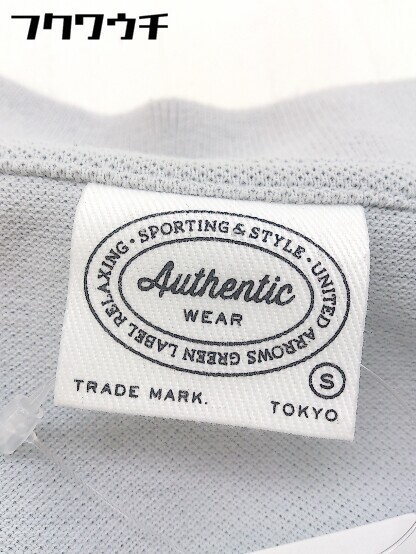 フクワウチ
SPORTING & STYLE · UNITED ARROWS GREEN LABEL RELAXING ·
Authentic
WEAR
S
TRADE MARK.
TOKYO